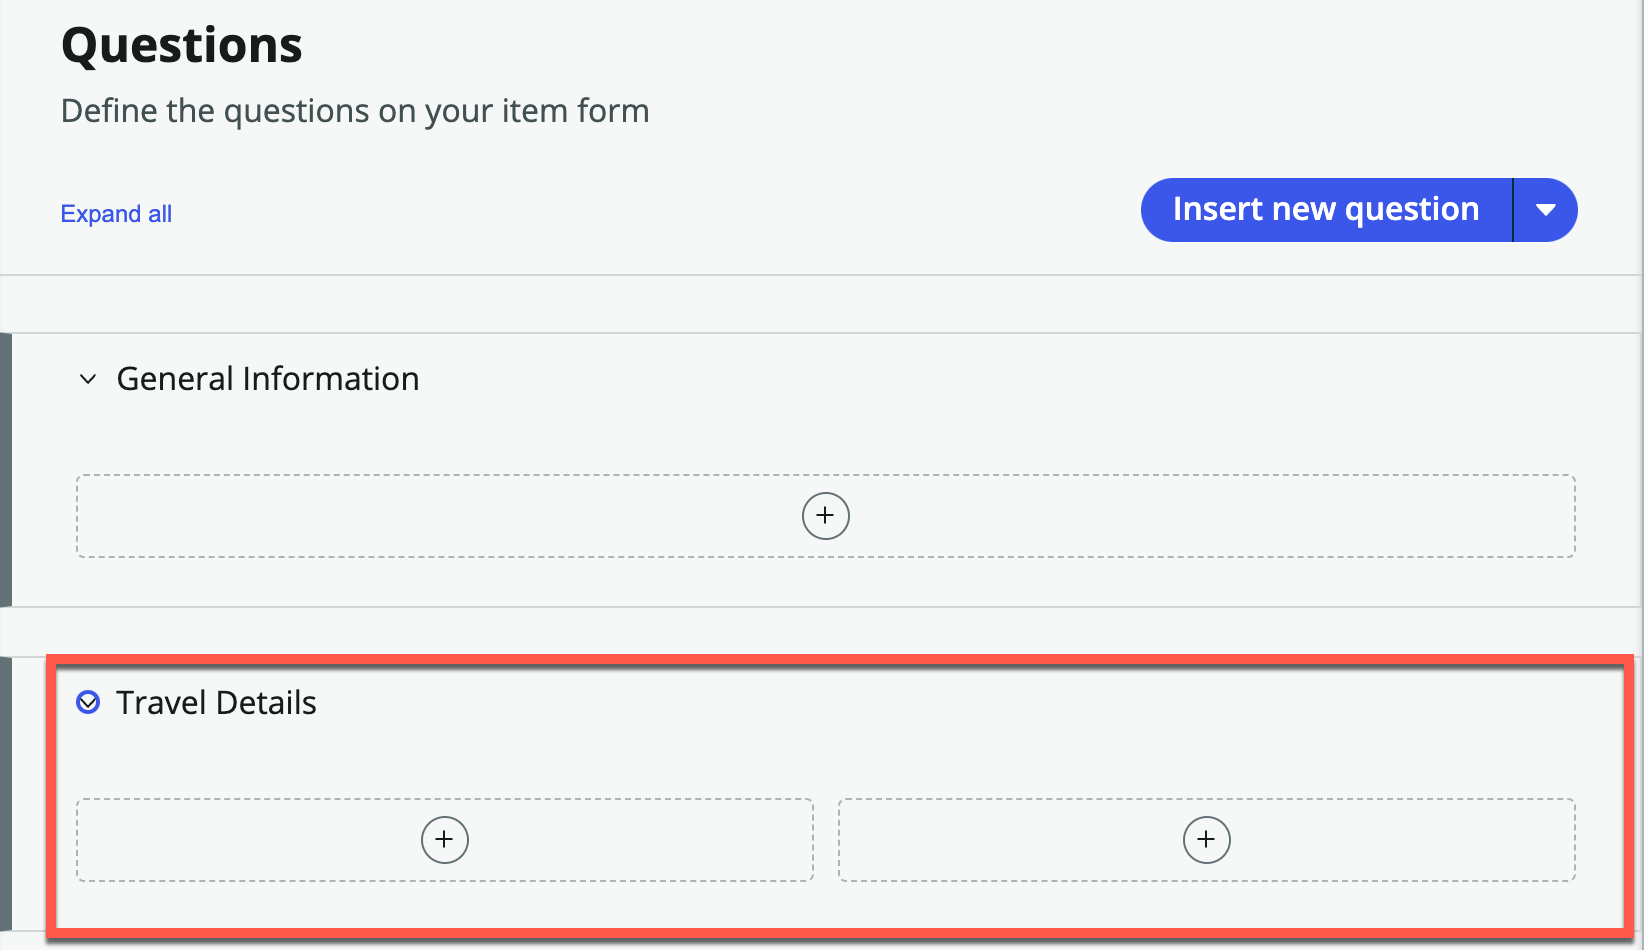 Questions
Define the questions on your item form
Expand all
Insert new question
General Information
Travel Details